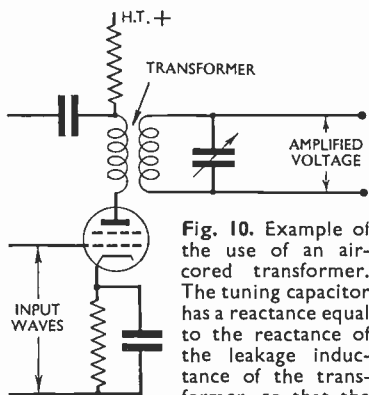 H.T. +
TRANSFORMER
AMPLIFIED
VOLTAGE
INPUT
WAVES
Fig. 10. Example of
the use of an air-
cored transformer.
The tuning capacitor
has a reactance equal
to the reactance of
the leakage induc-
tance of the trans-